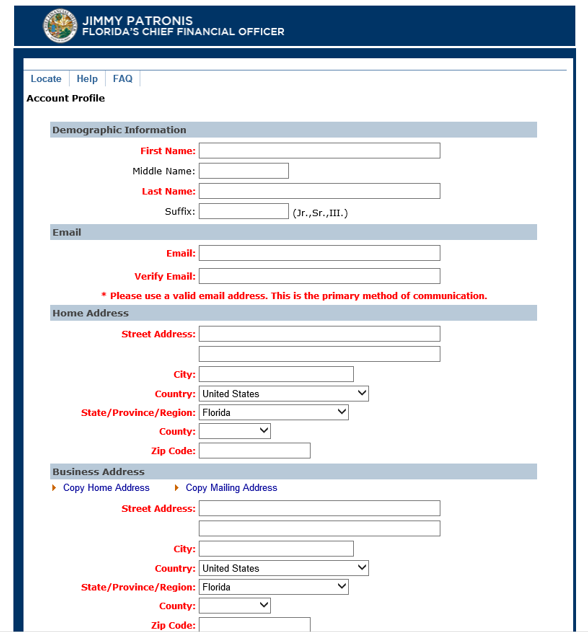 JIMMY PATRONIS
FLORIDA'S CHIEF FINANCIAL OFFICER
Locate Help FAQ
Account Profile
Demographic Information
First Name:
Middle Name:
Last Name:
Suffix: (Jr.,Sr.,III.)
Email
Email:
Verify Email:
* Please use a valid email address. This is the primary method of communication.
Home Address
Street Address:
City:
Country: United States
State/Province/Region: Florida
County:
Zip Code:
Business Address
Copy Home Address Copy Mailing Address
Street Address:
City:
Country: United States
State/Province/Region: Florida
County:
Zip Code: